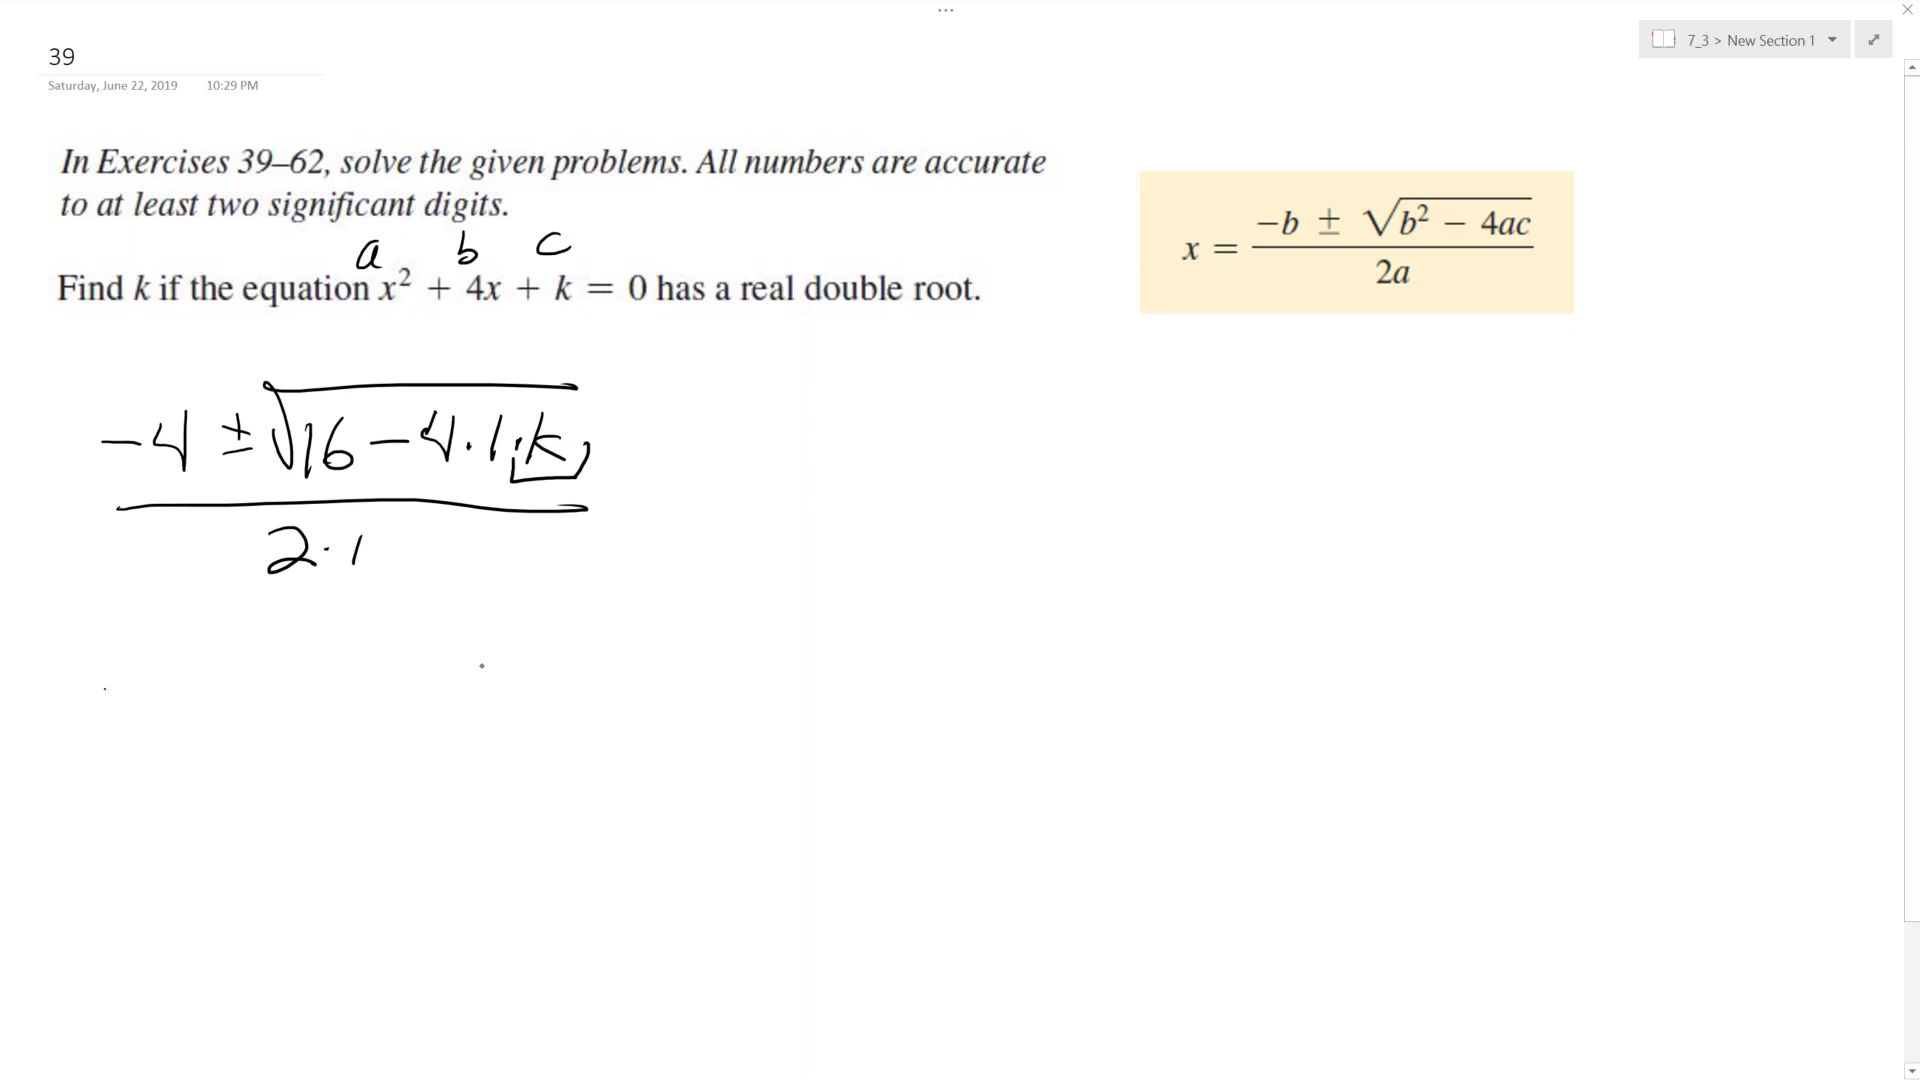 ...
7_3 > New Section 1
39
Saturday, June 22, 2019 10:29 PM
In Exercises 39–62, solve the given problems. All numbers are accurate
to at least two significant digits.
a b c
Find k if the equation x² + 4x + k = 0 has a real double root.
x = (-b ± √(b² − 4ac)) / 2a
-4 ± √16 - 4·1·k
2·1